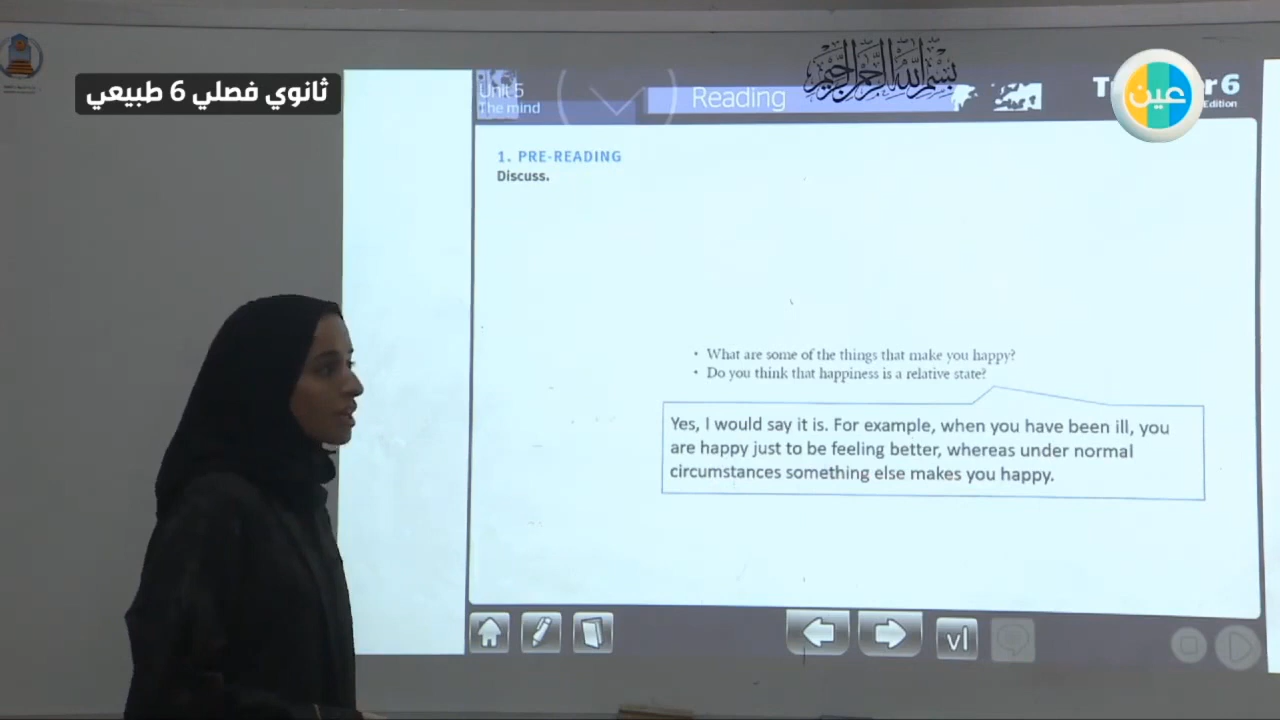 ثانوي فصلي 6 طبيعي
Unit 5
The mind
Reading
بسم الله الرحمن الرحيم
6
Edition
عين
1. PRE-READING
Discuss.
• What are some of the things that make you happy?
• Do you think that happiness is a relative state?
Yes, I would say it is. For example, when you have been ill, you
are happy just to be feeling better, whereas under normal
circumstances something else makes you happy.
vl